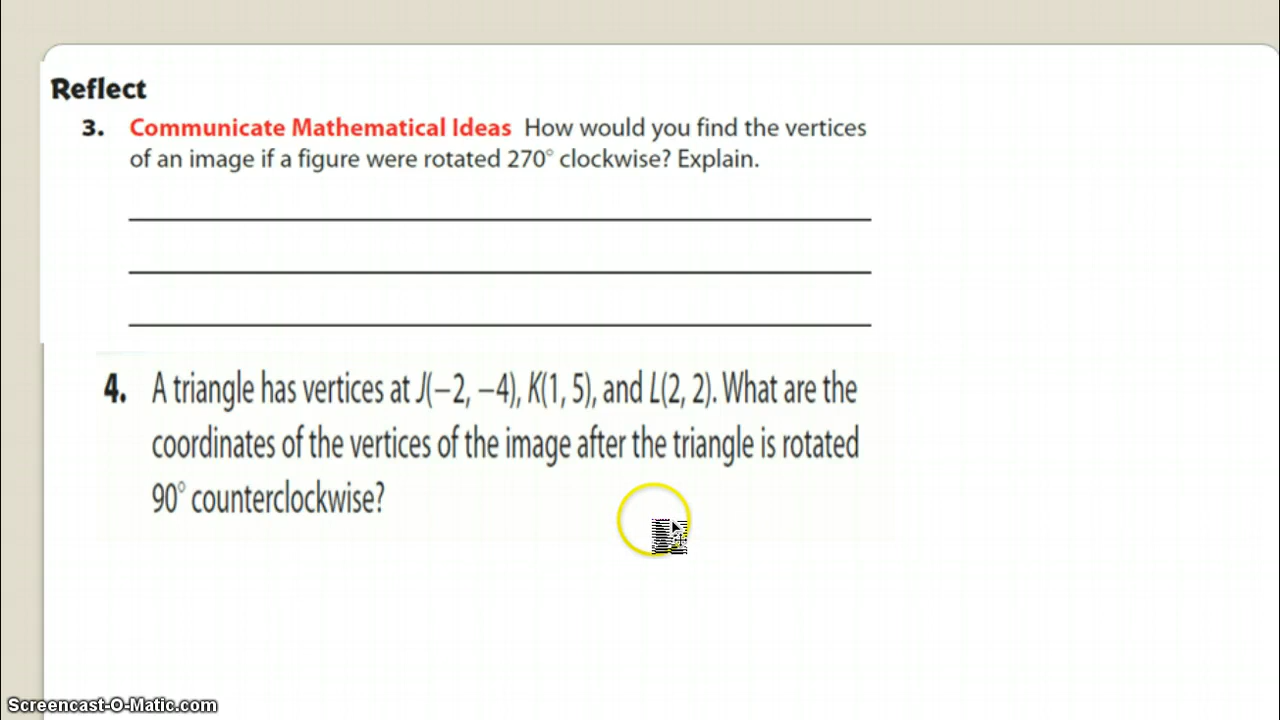 Reflect
3. Communicate Mathematical Ideas How would you find the vertices
of an image if a figure were rotated 270° clockwise? Explain.
4. A triangle has vertices at J(−2, −4), K(1, 5), and L(2, 2). What are the
coordinates of the vertices of the image after the triangle is rotated
90° counterclockwise?
Screencast-O-Matic.com